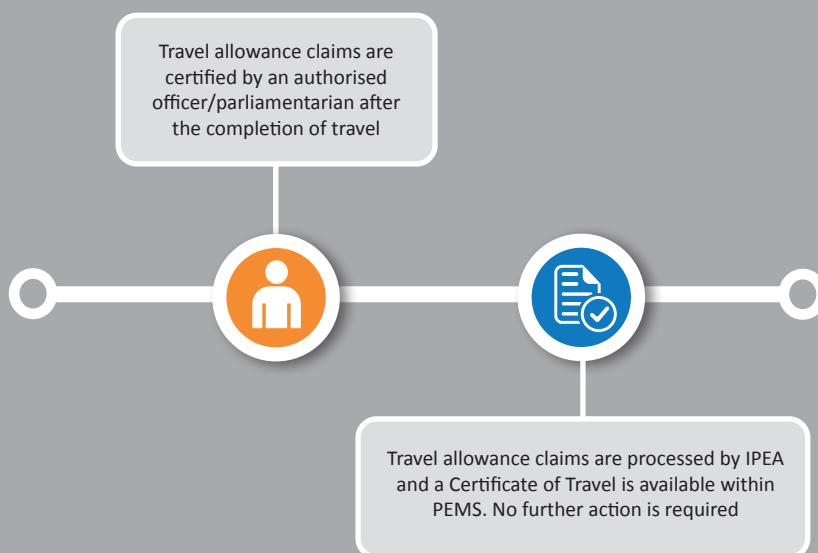 Travel allowance claims are
certified by an authorised
officer/parliamentarian after
the completion of travel
Travel allowance claims are processed by IPEA
and a Certificate of Travel is available within
PEMS. No further action is required